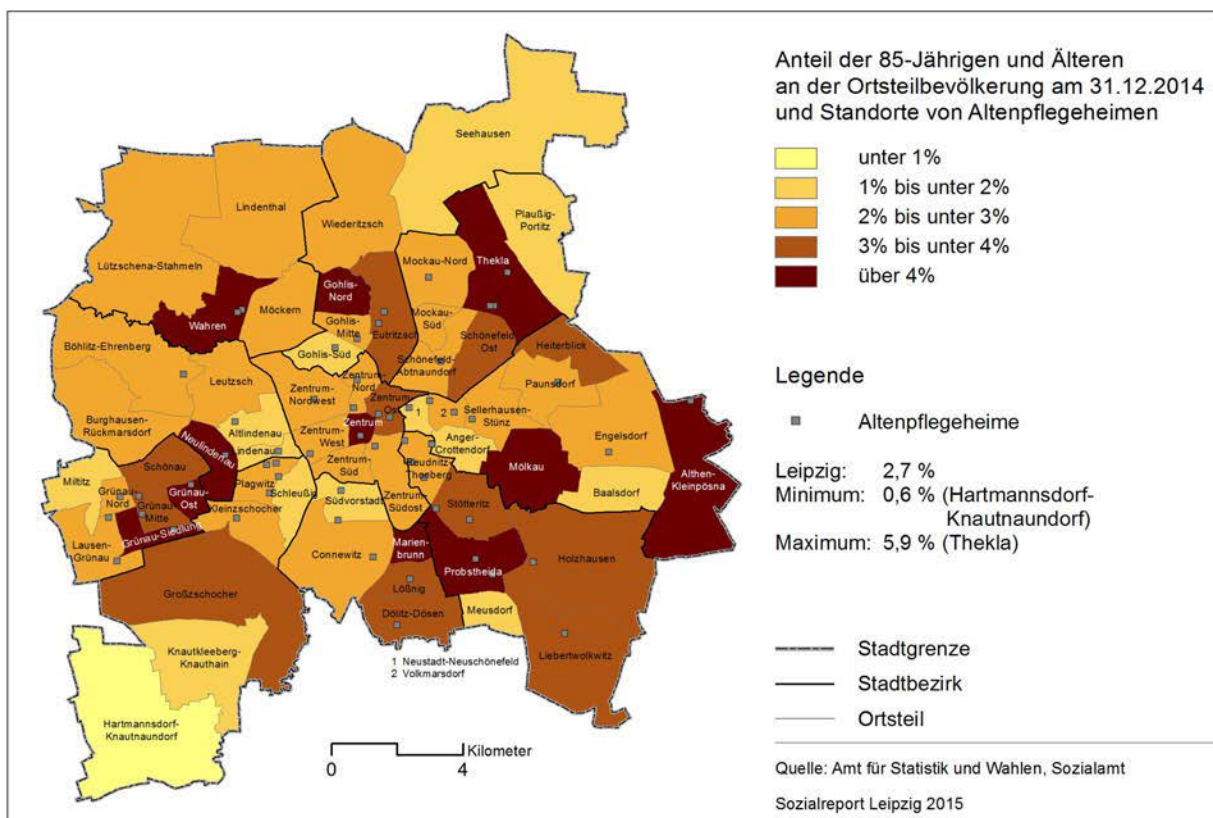 Anteil der 85-Jährigen und Älteren
an der Ortsteilbevölkerung am 31.12.2014
und Standorte von Altenpflegeheimen
unter 1%
1% bis unter 2%
2% bis unter 3%
3% bis unter 4%
über 4%
Legende
Altenpflegeheime
Leipzig: 2,7 %
Minimum: 0,6 % (Hartmannsdorf-
Knautnaundorf)
Maximum: 5,9 % (Thekla)
Stadtgrenze
Stadtbezirk
Ortsteil
Quelle: Amt für Statistik und Wahlen, Sozialamt
Sozialreport Leipzig 2015
Seehausen
Lindenthal
Wiederitzsch
Plaußig-
Portitz
Lützschena-Stahmeln
Mockau-Nord
Thekla
Gohlis-
Nord
Möckern
Wahren
Gohlis-
Mitte
Eutritzsch
Mockau-
Süd
Schönefeld-
Ost
Heiterblick
Böhlitz-Ehrenberg
Gohlis-Süd
Schönefeld-
Abtnaundorf
Leutzsch
Zentrum-
Nordwest
Zentrum-
Nord
Paunsdorf
Zentrum-
Ost
1
2
Sellerhausen-
Stünz
Burghausen-
Rückmarsdorf
Altlindenau
Lindenau
Zentrum-
West
Zentrum
Anger-
Crottendorf
Engelsdorf
Neulindenau
Schönau
Zentrum-
Süd
Reudnitz-
Thonberg
Mölkau
Althen-
Kleinpösna
Miltitz
Grünau-
Nord
Grünau-
Ost
Plagwitz
Schleußig
Baalsdorf
Grünau-
Mitte
Kleinzschocher
Südvorstadt
Zentrum-
Südost
Stötteritz
Grünau-Siedlung
Lausen-
Grünau
Connewitz
Marien-
brunn
Probstheida
Holzhausen
Großzschocher
Lößnig
Dölitz-Dösen
Meusdorf
Knautkleeberg-
Knauthain
Liebertwolkwitz
1 Neustadt-Neuschönefeld
2 Volkmarsdorf
Hartmannsdorf-
Knautnaundorf
Kilometer
0 4